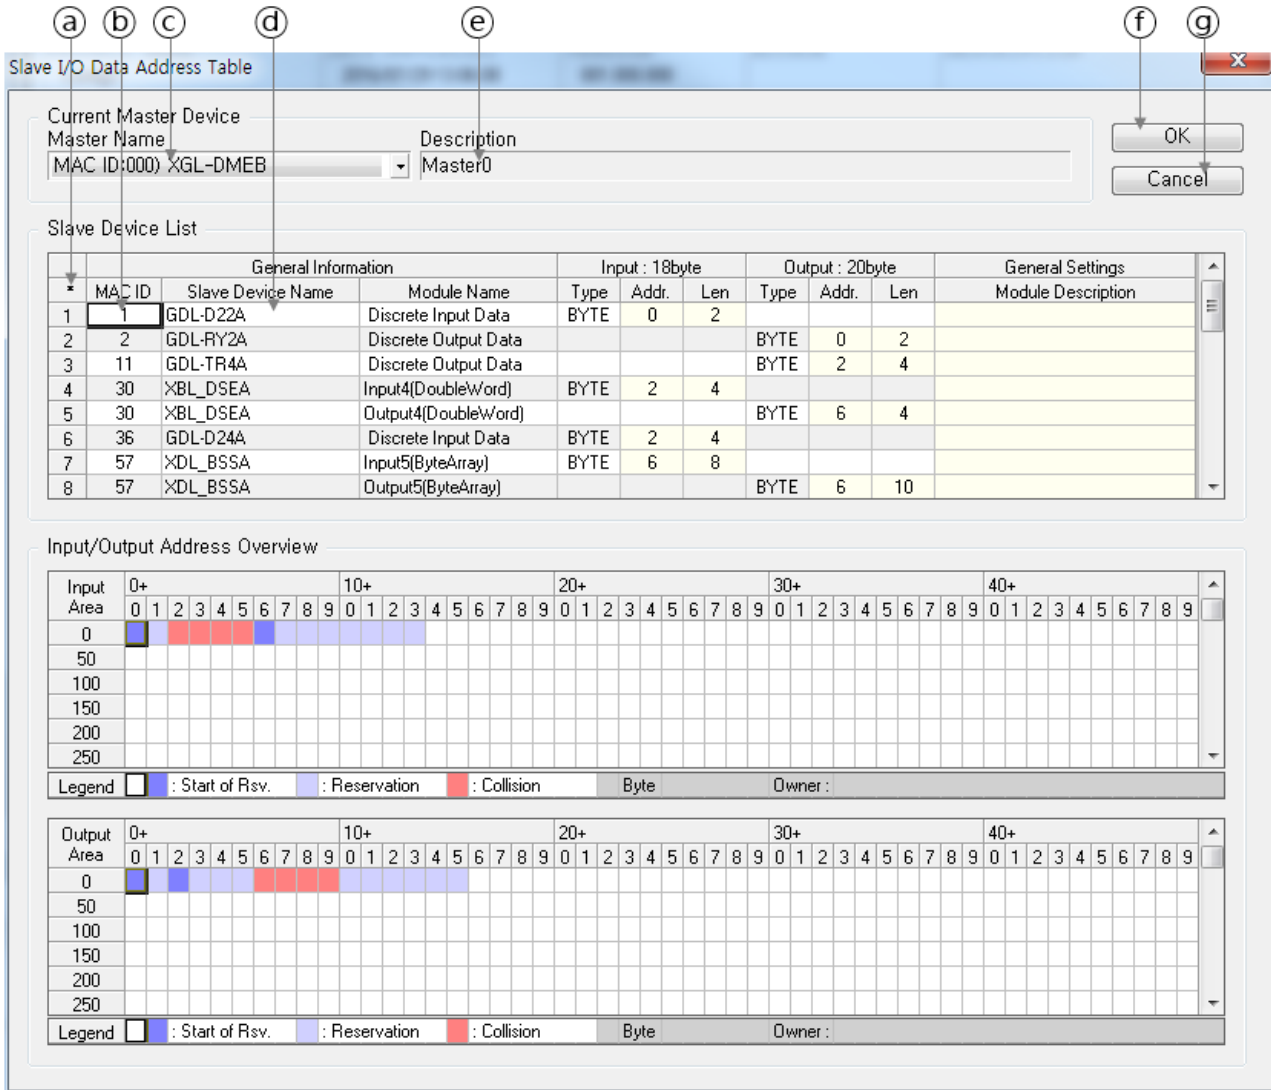 ⓐ ⓑ ⓒ ⓓ ⓔ ⓕ ⓖ
Slave I/O Data Address Table
x
Current Master Device
Master Name Description
MAC ID:000) XGL-DMEB Master0
OK
Cancel
Slave Device List
General Information Input : 18byte Output : 20byte General Settings
* MAC ID Slave Device Name Module Name Type Addr. Len Type Addr. Len Module Description
1 1 GDL-D22A Discrete Input Data BYTE 0 2
2 2 GDL-RY2A Discrete Output Data BYTE 0 2
3 11 GDL-TR4A Discrete Output Data BYTE 2 4
4 30 XBL_DSEA Input4(DoubleWord) BYTE 2 4
5 30 XBL_DSEA Output4(DoubleWord) BYTE 6 4
6 36 GDL-D24A Discrete Input Data BYTE 2 4
7 57 XDL_BSSA Input5(ByteArray) BYTE 6 8
8 57 XDL_BSSA Output5(ByteArray) BYTE 6 10
Input/Output Address Overview
Input Area 0+ 10+ 20+ 30+ 40+
0 1 2 3 4 5 6 7 8 9 0 1 2 3 4 5 6 7 8 9 0 1 2 3 4 5 6 7 8 9 0 1 2 3 4 5 6 7 8 9 0 1 2 3 4 5 6 7 8 9
0
50
100
150
200
250
Legend : Start of Rsv. : Reservation : Collision Byte Owner :
Output Area 0+ 10+ 20+ 30+ 40+
0 1 2 3 4 5 6 7 8 9 0 1 2 3 4 5 6 7 8 9 0 1 2 3 4 5 6 7 8 9 0 1 2 3 4 5 6 7 8 9 0 1 2 3 4 5 6 7 8 9
0
50
100
150
200
250
Legend : Start of Rsv. : Reservation : Collision Byte Owner :